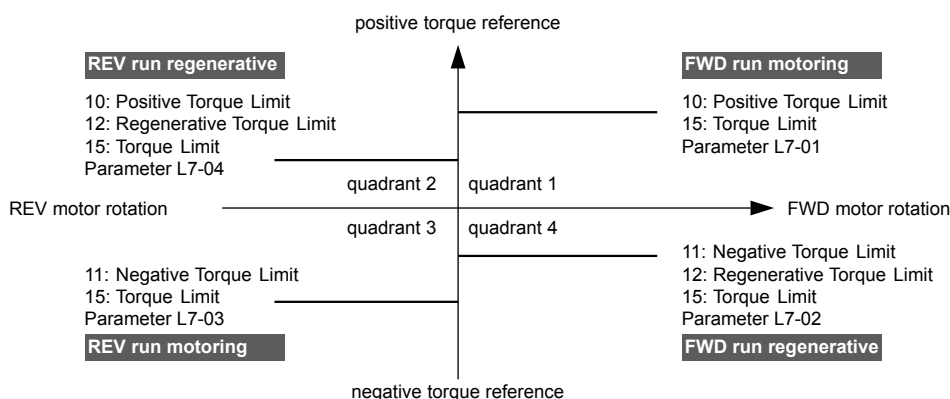 positive torque reference
REV run regenerative
10: Positive Torque Limit
12: Regenerative Torque Limit
15: Torque Limit
Parameter L7-04
FWD run motoring
10: Positive Torque Limit
15: Torque Limit
Parameter L7-01
quadrant 2
quadrant 1
REV motor rotation
FWD motor rotation
quadrant 3
quadrant 4
11: Negative Torque Limit
15: Torque Limit
Parameter L7-03
REV run motoring
11: Negative Torque Limit
12: Regenerative Torque Limit
15: Torque Limit
Parameter L7-02
FWD run regenerative
negative torque reference